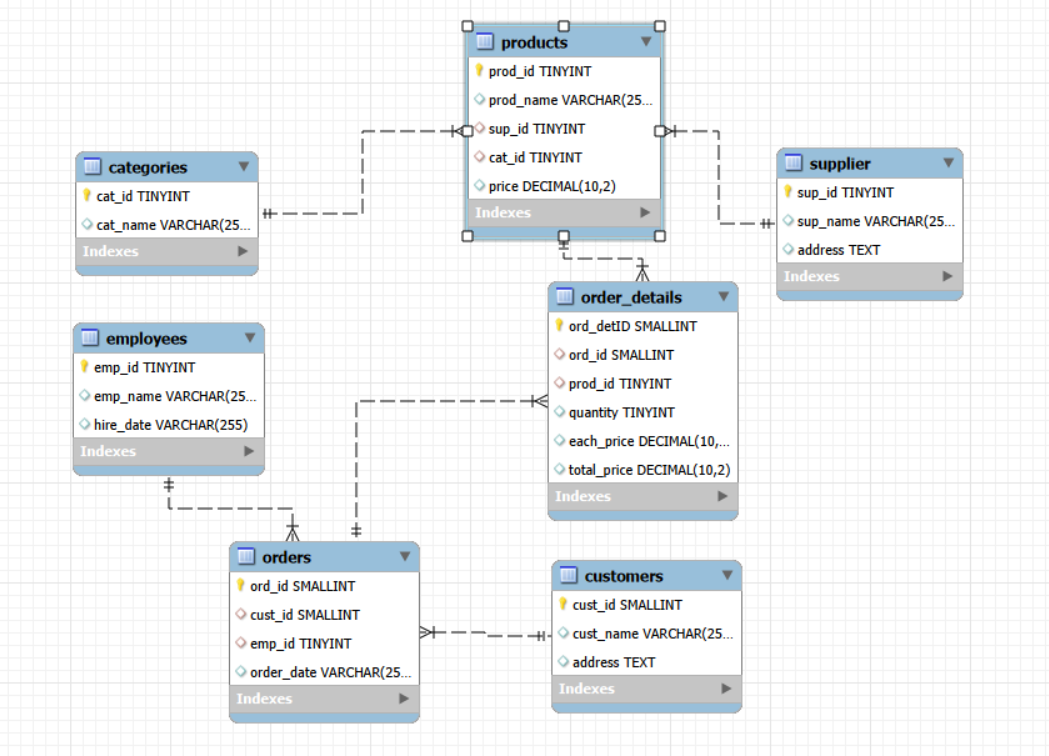 products
prod_id TINYINT
prod_name VARCHAR(25...
sup_id TINYINT
cat_id TINYINT
price DECIMAL(10,2)
Indexes
categories
cat_id TINYINT
cat_name VARCHAR(25...
Indexes
supplier
sup_id TINYINT
sup_name VARCHAR(25...
address TEXT
Indexes
order_details
ord_detID SMALLINT
ord_id SMALLINT
prod_id TINYINT
quantity TINYINT
each_price DECIMAL(10,...
total_price DECIMAL(10,2)
Indexes
employees
emp_id TINYINT
emp_name VARCHAR(25...
hire_date VARCHAR(255)
Indexes
orders
ord_id SMALLINT
cust_id SMALLINT
emp_id TINYINT
order_date VARCHAR(25...
Indexes
customers
cust_id SMALLINT
cust_name VARCHAR(25...
address TEXT
Indexes